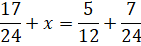 17/24 + x = 5/12 + 7/24